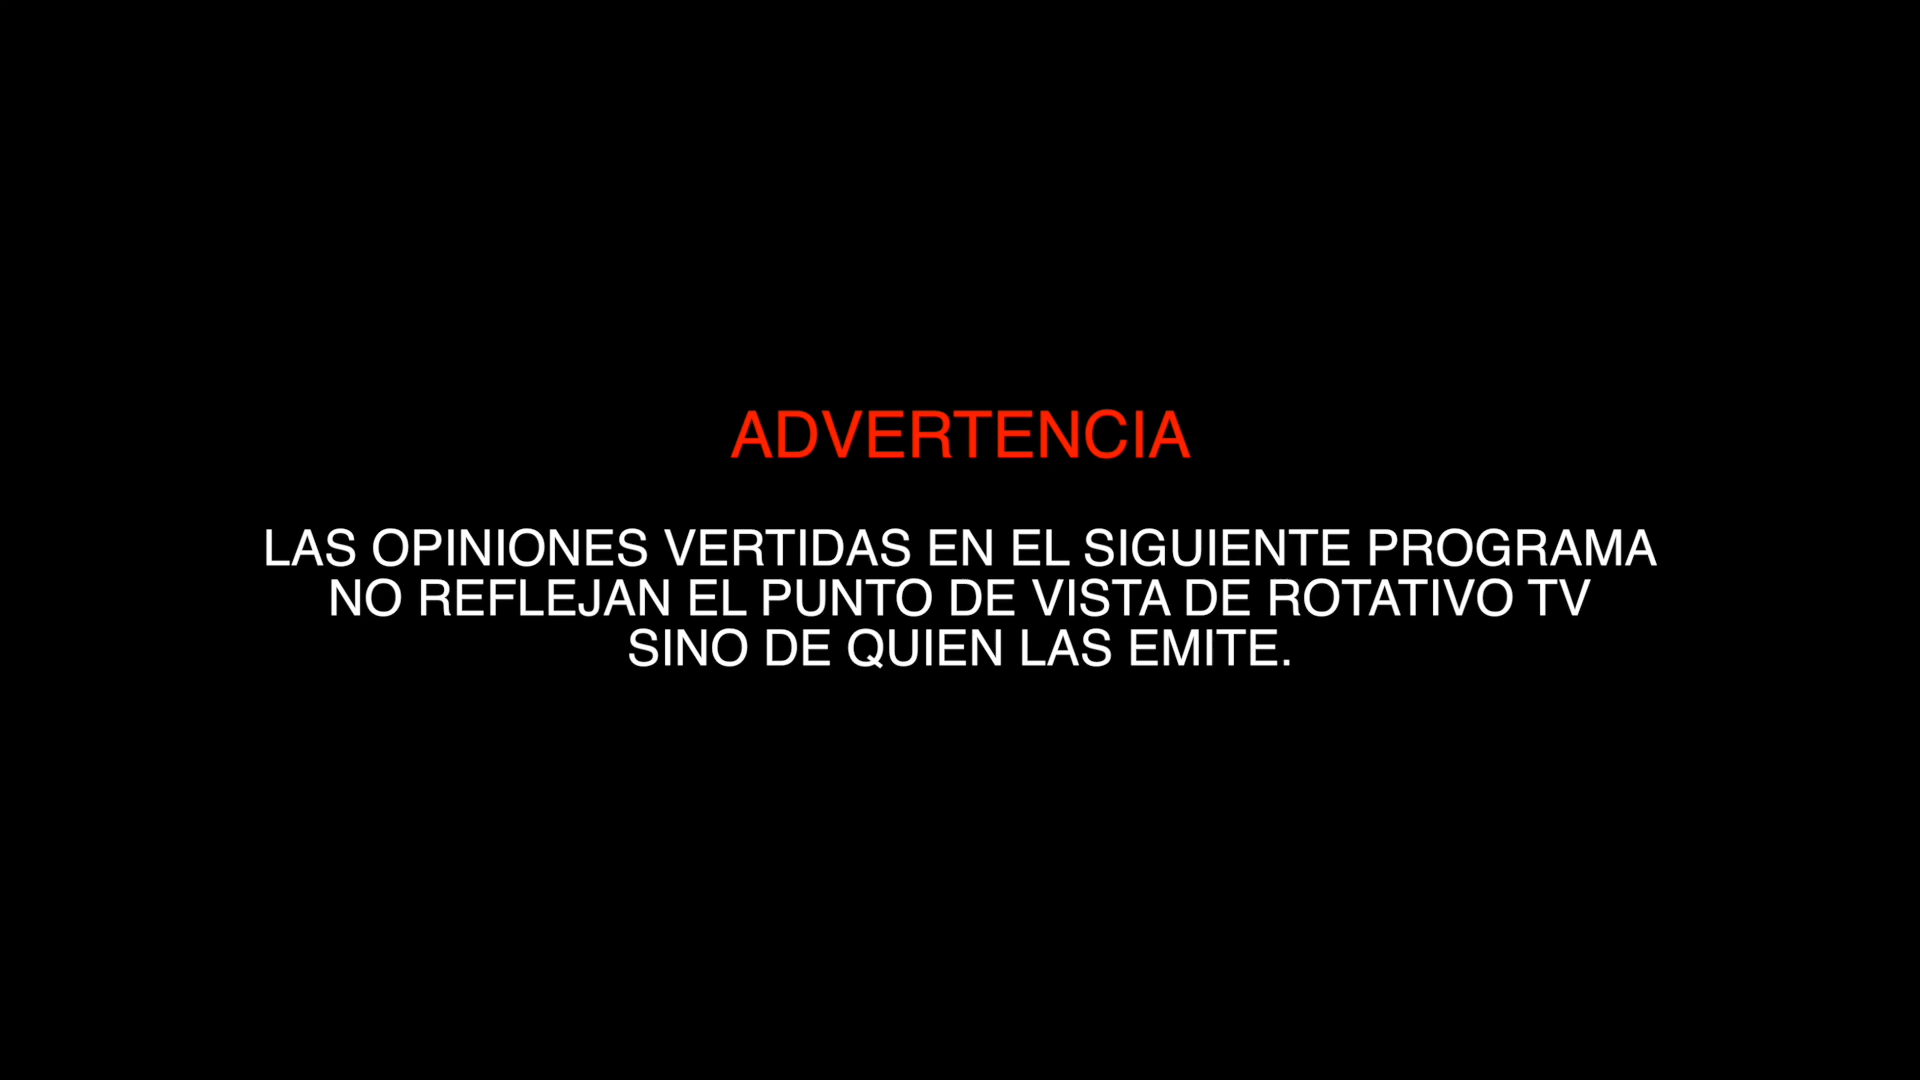 ADVERTENCIA
LAS OPINIONES VERTIDAS EN EL SIGUIENTE PROGRAMA
NO REFLEJAN EL PUNTO DE VISTA DE ROTATIVO TV
SINO DE QUIEN LAS EMITE.